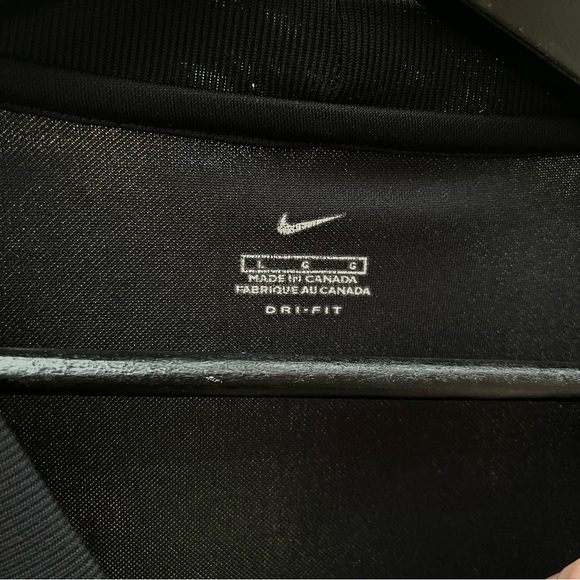 L G G
MADE IN CANADA
FABRIQUE AU CANADA
DRI-FIT